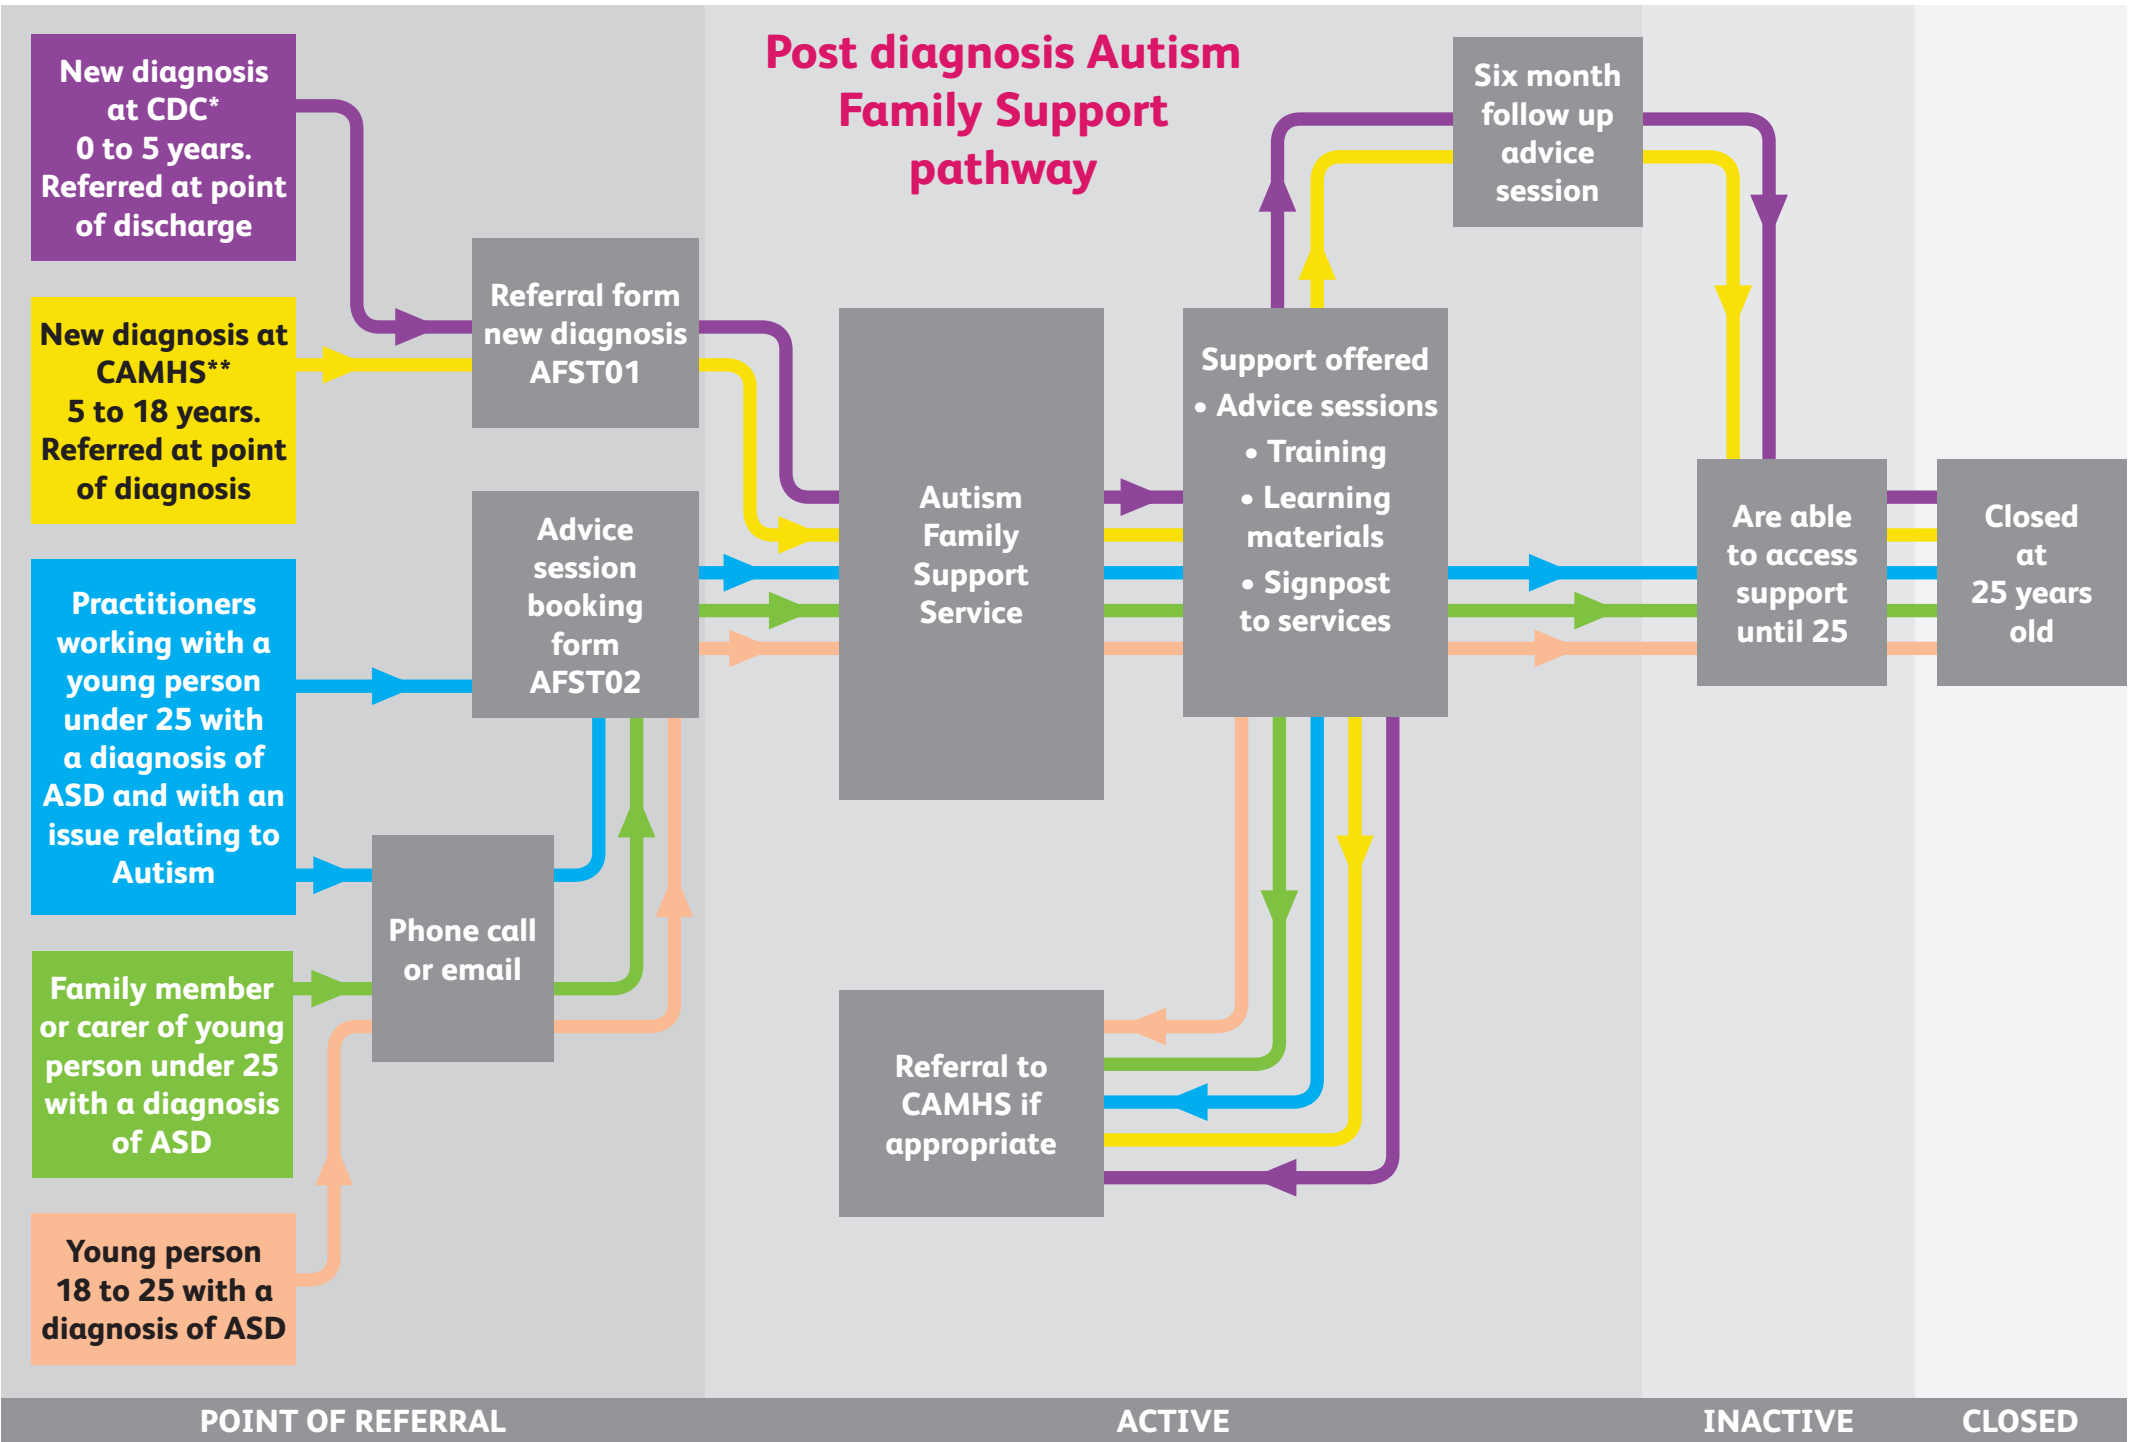 Post diagnosis Autism
Family Support
pathway
New diagnosis
at CDC*
0 to 5 years.
Referred at point
of discharge
New diagnosis at
CAMHS**
5 to 18 years.
Referred at point
of diagnosis
Practitioners
working with a
young person
under 25 with
a diagnosis of
ASD and with an
issue relating to
Autism
Family member
or carer of young
person under 25
with a diagnosis
of ASD
Young person
18 to 25 with a
diagnosis of ASD
Referral form
new diagnosis
AFST01
Advice
session
booking
form
AFST02
Phone call
or email
Autism
Family
Support
Service
Support offered
• Advice sessions
• Training
• Learning
materials
• Signpost
to services
Six month
follow up
advice
session
Referral to
CAMHS if
appropriate
Are able
to access
support
until 25
Closed
at
25 years
old
POINT OF REFERRAL
ACTIVE
INACTIVE
CLOSED